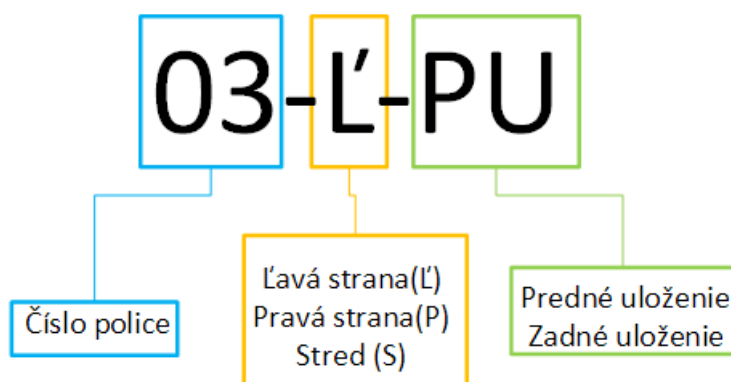 03-Ľ-PU
Číslo police
Ľavá strana(Ľ)
Pravá strana(P)
Stred (S)
Predné uloženie
Zadné uloženie